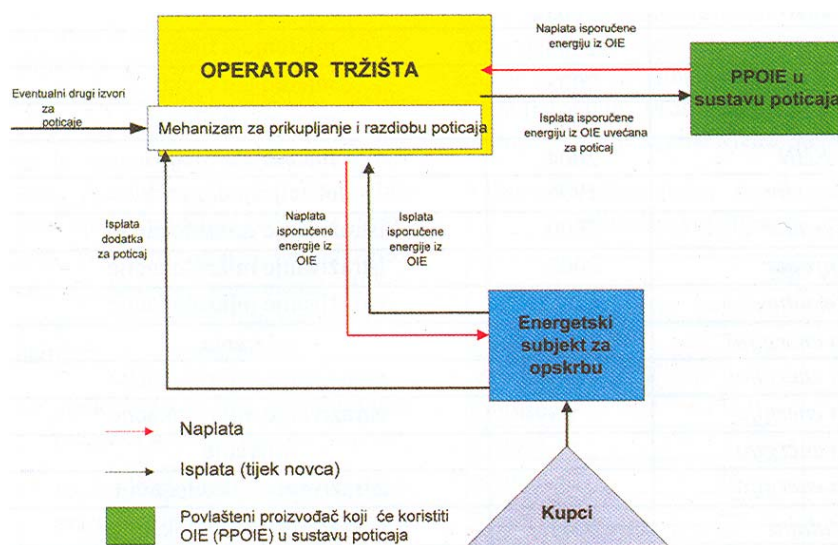 Naplata isporučene
energiju iz OIE
OPERATOR TRŽIŠTA
PPOIE u
sustavu poticaja
Eventualni drugi izvori
za
poticaje
Mehanizam za prikupljanje i razdiobu poticaja
Isplata isporučene
energiju iz OIE uvećana
za poticaj
Isplata
dodatka
za poticaj
Naplata
isporučene
energije iz
OIE
Isplata
isporučene
energije iz
OIE
Energetski
subjekt za
opskrbu
Naplata
Isplata (tijek novca)
Kupci
Povlašteni proizvođač koji će koristiti
OIE (PPOIE) u sustavu poticaja